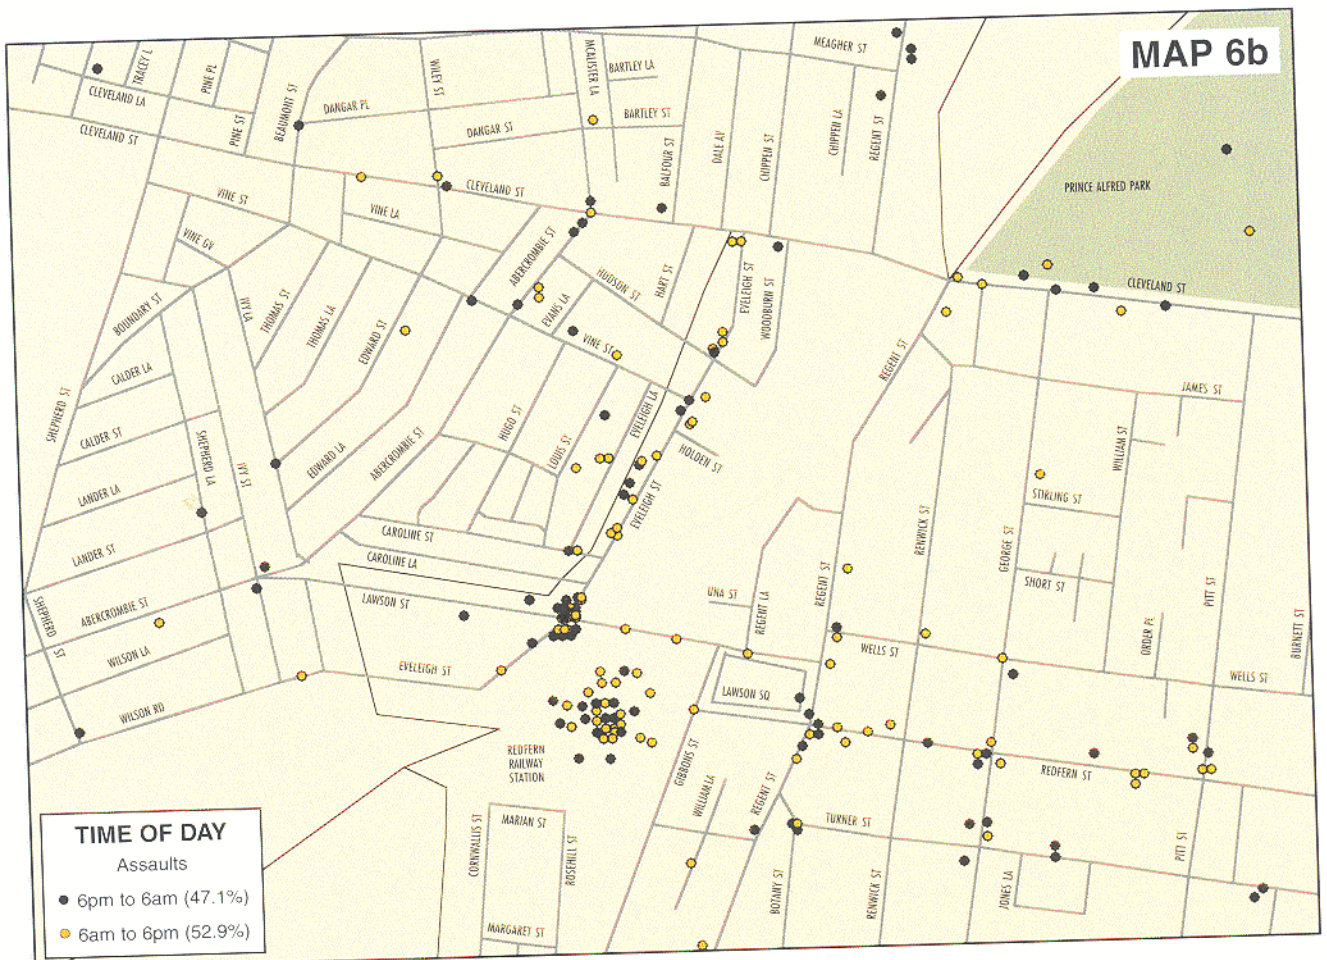 MAP 6b
MEAGHER ST
TRACEY L
PINE PL
CLEVELAND LA
CLEVELAND ST
PINE ST
BEAUMONT ST
DANGAR PL
WILEY ST
DANGAR ST
MCALISTER LA
BARTLEY LA
BARTLEY ST
BALFOUR ST
DALE AV
CHIPPEN ST
CHIPPEN LA
REGENT ST
PRINCE ALFRED PARK
CLEVELAND ST
CLEVELAND ST
VINE ST
VINE LA
VINE GV
ABERCROMBIE ST
HUDSON ST
HART ST
EVELEIGH ST
WOODBURN ST
EVANS LA
VINE ST
BOUNDARY ST
IVY LA
THOMAS ST
THOMAS LA
EDWARD ST
REGENT ST
JAMES ST
CALDER LA
SHEPHERD ST
CALDER ST
SHEPHERD LA
IVY ST
EDWARD LA
ABERCROMBIE ST
HUGO ST
LOUIS ST
EVELEIGH LA
HOLDEN ST
EVELEIGH ST
WILLIAM ST
STIRLING ST
LANDER LA
LANDER ST
CAROLINE ST
CAROLINE LA
RENWICK ST
GEORGE ST
SHORT ST
PITT ST
SHEPHERD ST
ABERCROMBIE ST
LAWSON ST
UNA ST
REGENT LA
REGENT ST
ORDER PL
BURNETT ST
WELLS ST
WELLS ST
WILSON LA
EVELEIGH ST
LAWSON SQ
WILSON RD
REDFERN
RAILWAY
STATION
GIBBONS ST
REDFERN ST
WILLIAM LA
REGENT ST
TURNER ST
CORNWALLIS ST
MARIAN ST
ROSEHILL ST
MARGARET ST
BOTANY ST
RENWICK ST
JONES LA
PITT ST
TIME OF DAY
Assaults
6pm to 6am (47.1%)
6am to 6pm (52.9%)